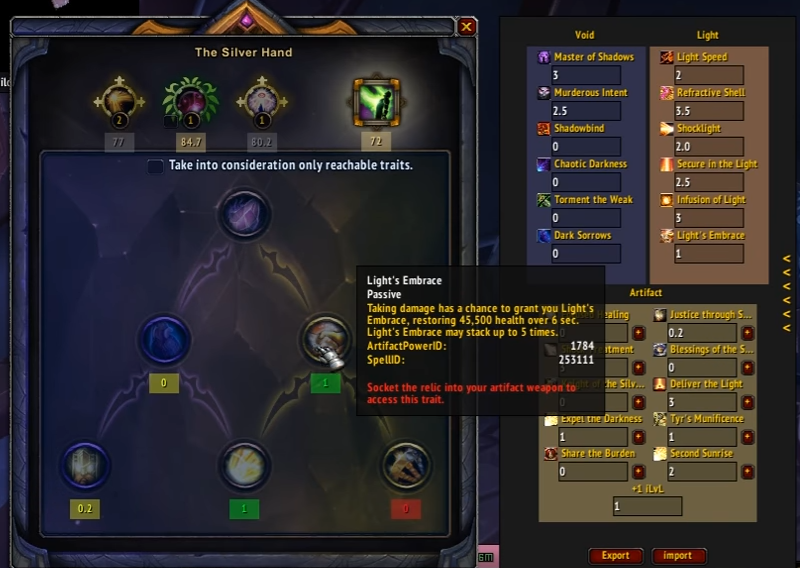 The Silver Hand
2
1
1
77
84.7
80.2
72
Take into consideration only reachable traits.
0
1
0.2
1
0
Light's Embrace
Passive
Taking damage has a chance to grant you Light's
Embrace, restoring 45,500 health over 6 sec.
Light's Embrace may stack up to 5 times.
ArtifactPowerID: 1784
SpellID: 253111
Socket the relic into your artifact weapon to
access this trait.
Void
Master of Shadows
3
Murderous Intent
2.5
Shadowbind
0
Chaotic Darkness
0
Torment the Weak
0
Dark Sorrows
0
Light
Light Speed
2
Refractive Shell
3.5
Shocklight
2.0
Secure in the Light
2.5
Infusion of Light
3
Light's Embrace
1
Artifact
Healing
Justice through S...
0.2
Blessings of the S...
0
of the Silv...
Deliver the Light
3
Expel the Darkness
1
Tyr's Munificence
1
Share the Burden
0
Second Sunrise
2
+1 iLvL
1
Export
import
6m